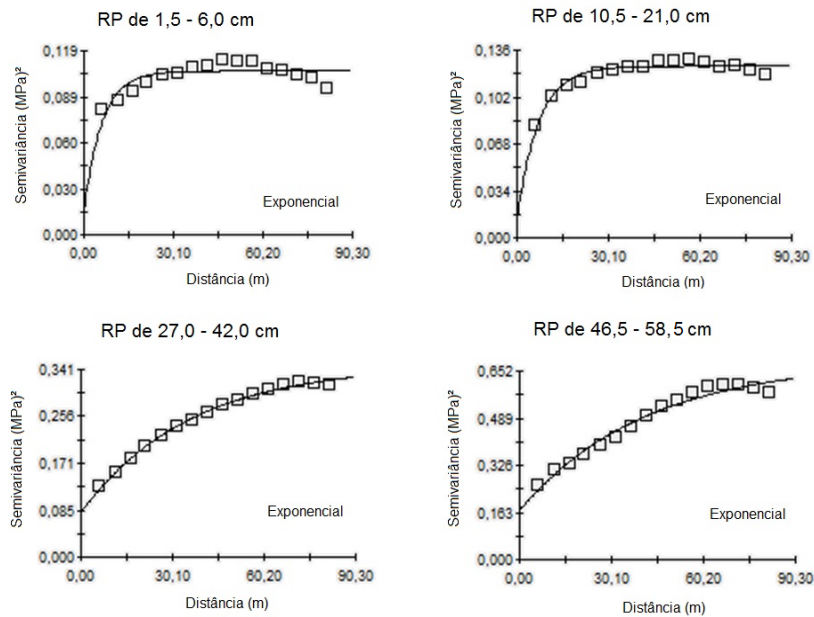 RP de 1,5 - 6,0 cm
0,119
0,089
0,060
0,030
0,000
Semivariância (MPa)²
Exponencial
0,00 30,10 60,20 90,30
Distância (m)
RP de 10,5 - 21,0 cm
0,136
0,102
0,068
0,034
0,000
Semivariância (MPa)²
Exponencial
0,00 30,10 60,20 90,30
Distância (m)
RP de 27,0 - 42,0 cm
0,341
0,256
0,171
0,085
0,000
Semivariância (MPa)²
Exponencial
0,00 30,10 60,20 90,30
Distância (m)
RP de 46,5 - 58,5 cm
0,652
0,489
0,326
0,163
0,000
Semivariância (MPa)²
Exponencial
0,00 30,10 60,20 90,30
Distância (m)